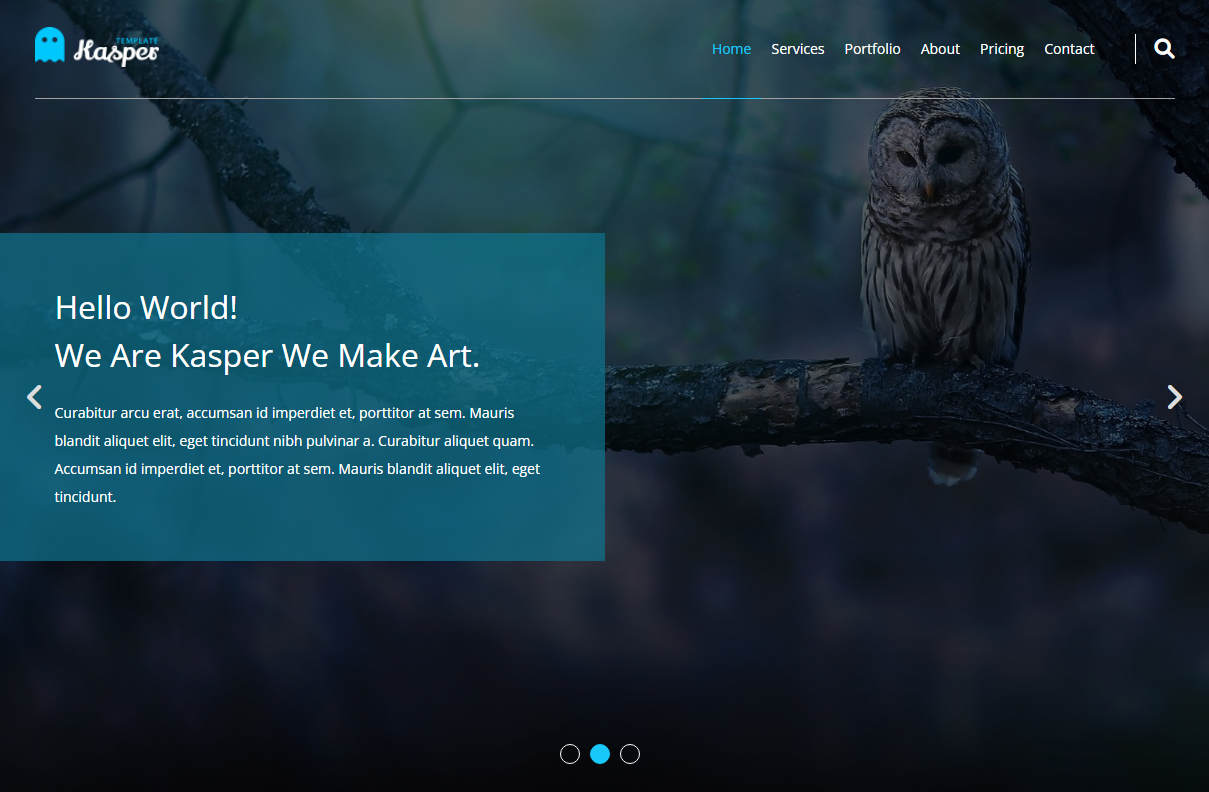 TEMPLATE
Kasper
Home Services Portfolio About Pricing Contact
Hello World!
We Are Kasper We Make Art.
Curabitur arcu erat, accumsan id imperdiet et, porttitor at sem. Mauris
blandit aliquet elit, eget tincidunt nibh pulvinar a. Curabitur aliquet quam.
Accumsan id imperdiet et, porttitor at sem. Mauris blandit aliquet elit, eget
tincidunt.